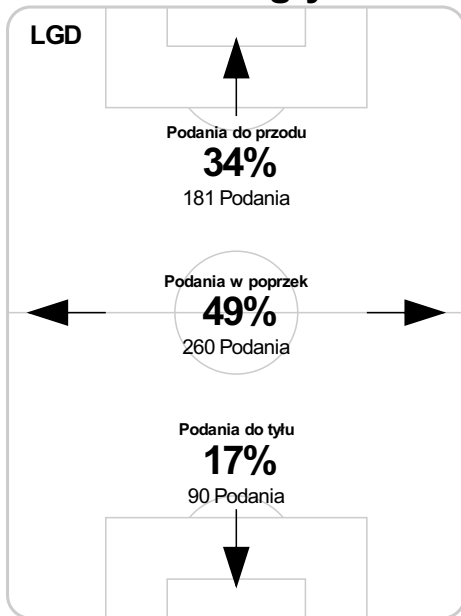 LGD
Podania do przodu
34%
181 Podania
Podania w poprzek
49%
260 Podania
Podania do tyłu
17%
90 Podania